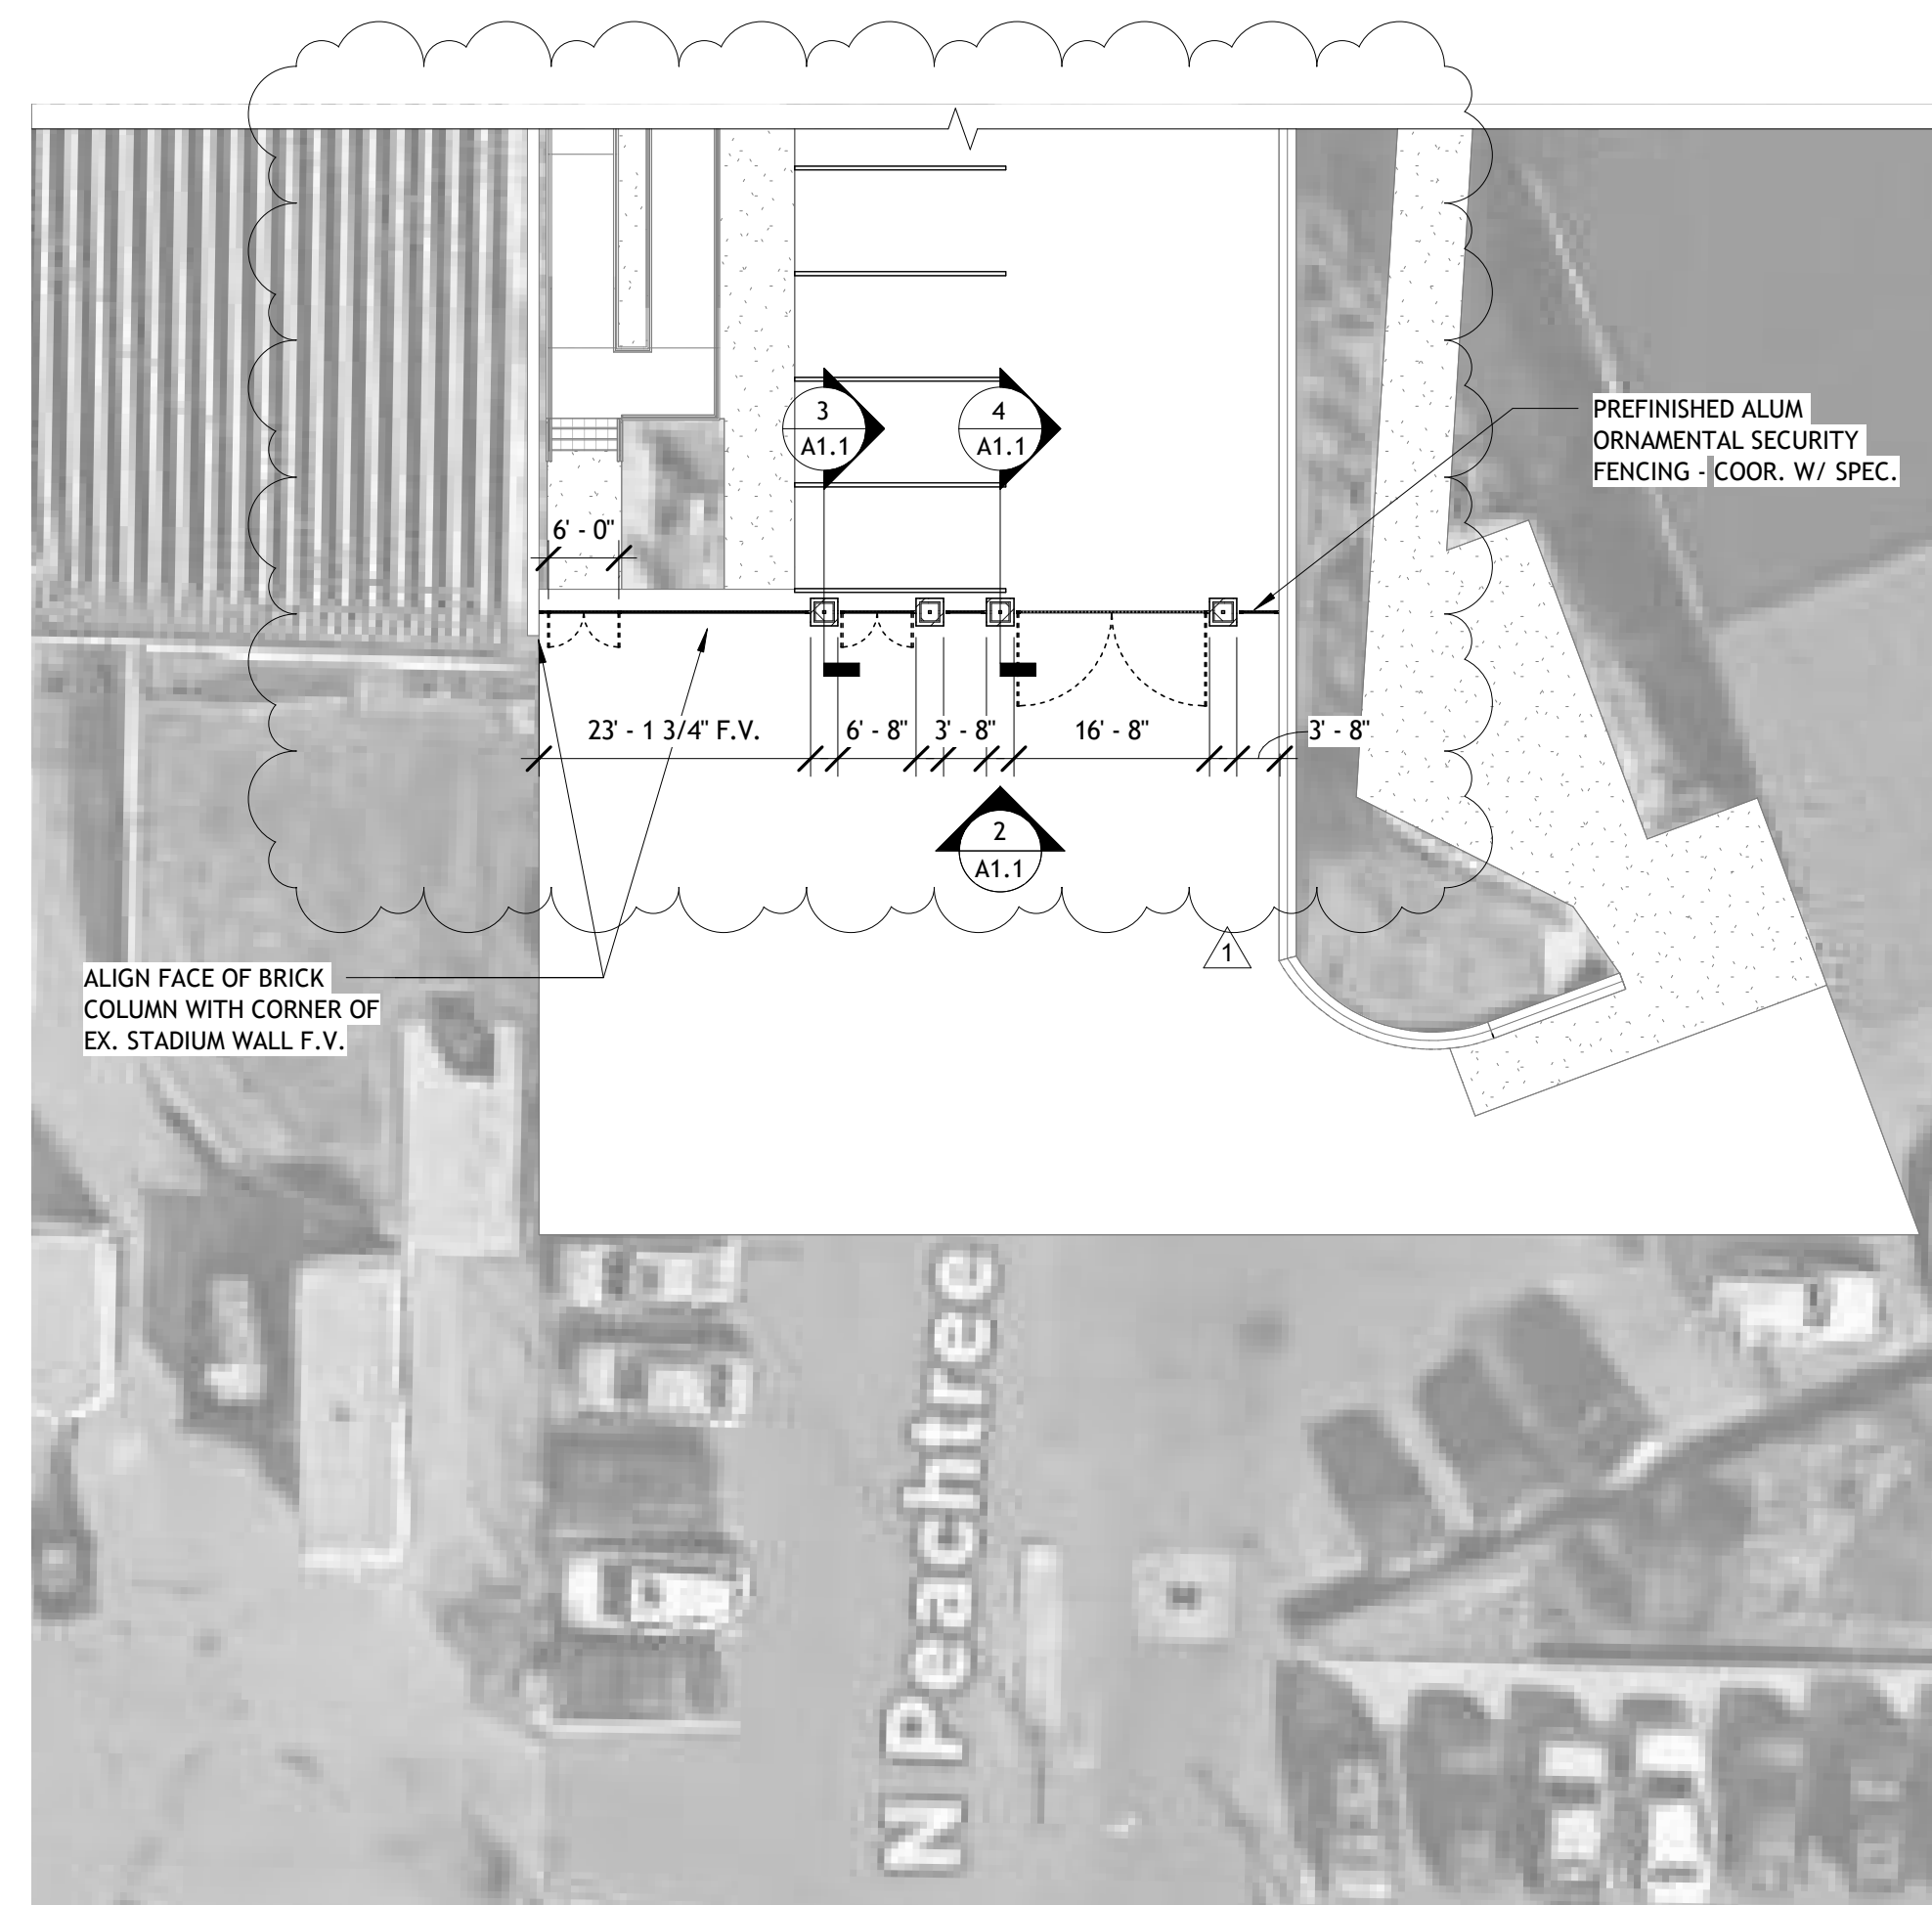 3
A1.1
4
A1.1
PREFINISHED ALUM
ORNAMENTAL SECURITY
FENCING - COOR. W/ SPEC.
6' - 0"
23' - 1 3/4" F.V.
6' - 8"
3' - 8"
16' - 8"
3' - 8"
2
A1.1
1
ALIGN FACE OF BRICK
COLUMN WITH CORNER OF
EX. STADIUM WALL F.V.
N Peachtree